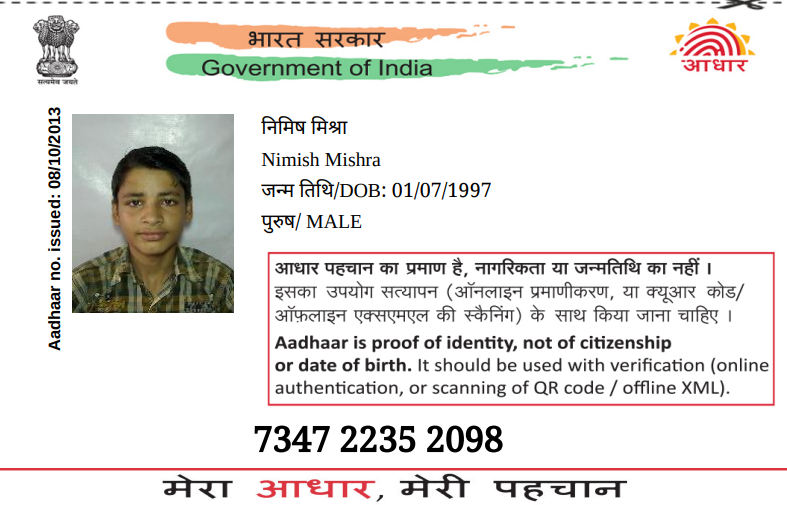 सत्यमेव जयते
भारत सरकार
Government of India
आधार
Aadhaar no. issued: 08/10/2013
निमिष मिश्रा
Nimish Mishra
जन्म तिथि/DOB: 01/07/1997
पुरुष/ MALE
आधार पहचान का प्रमाण है, नागरिकता या जन्मतिथि का नहीं ।
इसका उपयोग सत्यापन (ऑनलाइन प्रमाणीकरण, या क्यूआर कोड/
ऑफ़लाइन एक्सएमएल की स्कैनिंग) के साथ किया जाना चाहिए ।
Aadhaar is proof of identity, not of citizenship
or date of birth. It should be used with verification (online
authentication, or scanning of QR code / offline XML).
7347 2235 2098
मेरा आधार, मेरी पहचान